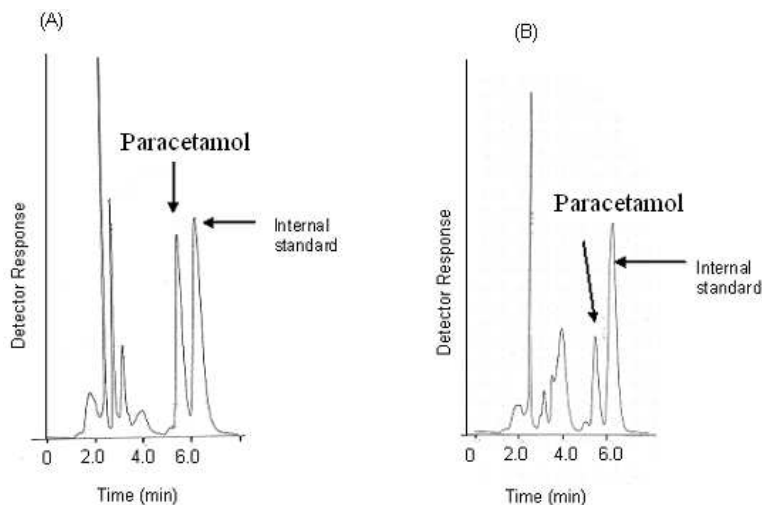 (A)
Paracetamol
Internal
standard
Detector Response
0
2.0
4.0
6.0
Time (min)
(B)
Paracetamol
Internal
standard
Detector Response
0
2.0
4.0
6.0
Time (min)